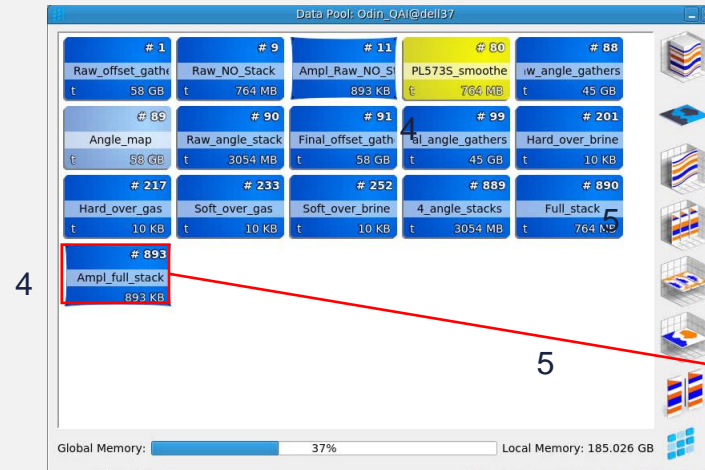 Data Pool: Odin_QAI@dell37
# 1
Raw_offset_gathe
t 58 GB
# 9
Raw_NO_Stack
t 764 MB
# 11
Ampl_Raw_NO_S
893 KB
# 80
PL573S_smoothe
t 764 MB
# 88
w_angle_gathers
t 45 GB
# 89
Angle_map
t 58 GB
# 90
Raw_angle_stack
t 3054 MB
# 91
Final_offset_gath
t 58 GB
4
# 99
al_angle_gathers
t 45 GB
# 201
Hard_over_brine
t 10 KB
# 217
Hard_over_gas
t 10 KB
# 233
Soft_over_gas
t 10 KB
# 252
Soft_over_brine
t 10 KB
# 889
4_angle_stacks
t 3054 MB
# 890
Full_stack
5
t 764 MB
# 893
Ampl_full_stack
893 KB
4
5
Global Memory: 37% Local Memory: 185.026 GB